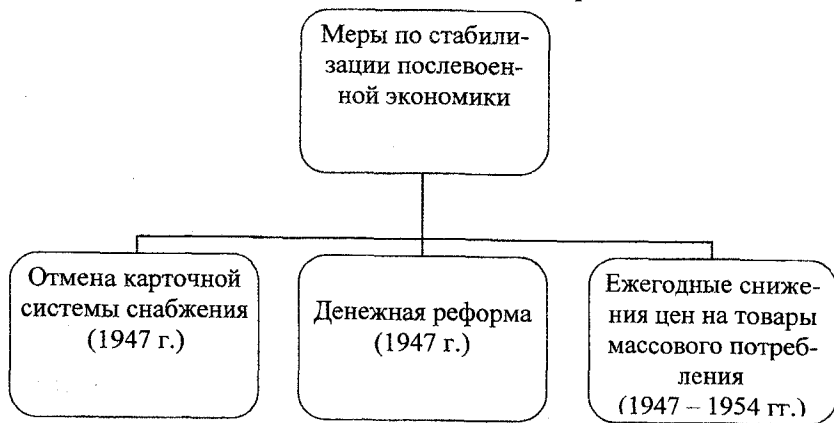 Меры по стабили-
зации послевоен-
ной экономики
Отмена карточной
системы снабжения
(1947 г.)
Денежная реформа
(1947 г.)
Ежегодные сниже-
ния цен на товары
массового потреб-
ления
(1947 – 1954 гг.)